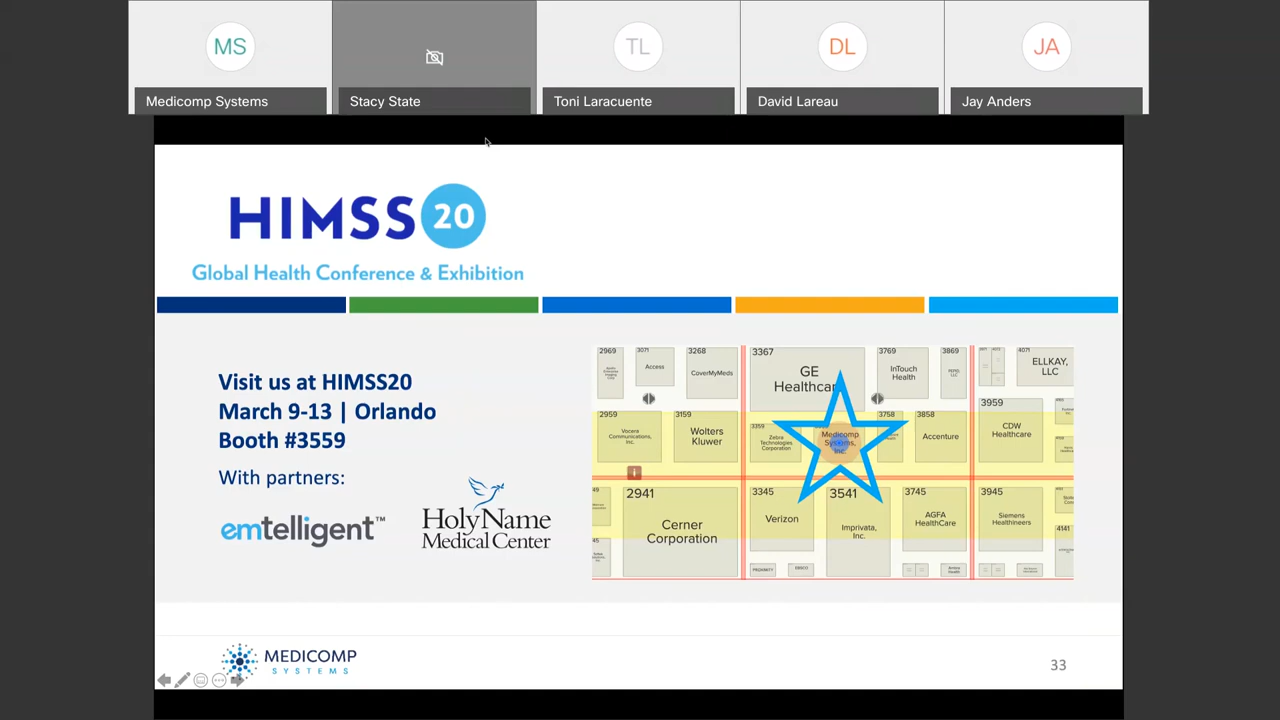 MS
TL
DL
JA
Medicomp Systems
Stacy State
Toni Laracuente
David Lareau
Jay Anders
HIMSS 20
Global Health Conference & Exhibition
Visit us at HIMSS20
March 9-13 | Orlando
Booth #3559
With partners:
emtelligent™
HolyName
Medical Center
2969
3071
Access
3268
CoverMyMeds
3367
GE
Healthcare
3769
InTouch
Health
3869
4071
ELLKAY,
LLC
2959
Vocera
Communications,
Inc.
3159
Wolters
Kluwer
3359
Zebra
Technologies
Corporation
Medicomp
Systems,
Inc.
3758
3858
Accenture
3959
CDW
Healthcare
2941
Cerner
Corporation
3345
Verizon
3541
Imprivata,
Inc.
3745
AGFA
HealthCare
3945
Siemens
Healthineers
4141
MEDICOMP
SYSTEMS
33